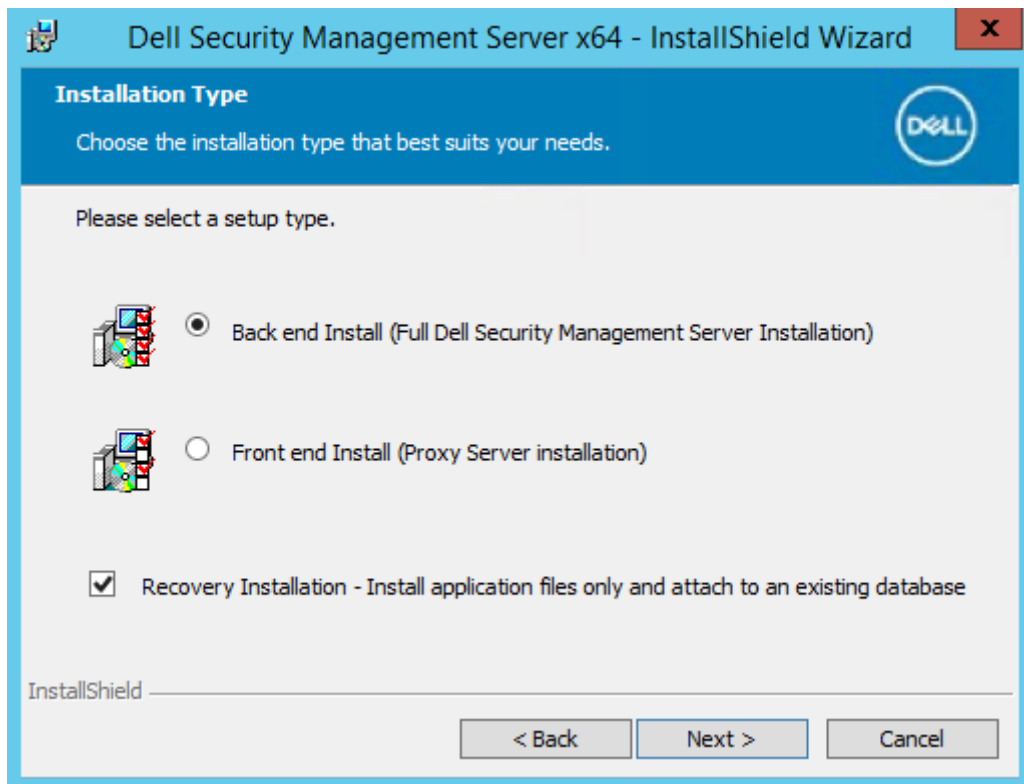 Dell Security Management Server x64 - InstallShield Wizard
x
Installation Type
DELL
Choose the installation type that best suits your needs.
Please select a setup type.
Back end Install (Full Dell Security Management Server Installation)
Front end Install (Proxy Server installation)
Recovery Installation - Install application files only and attach to an existing database
InstallShield
< Back
Next >
Cancel